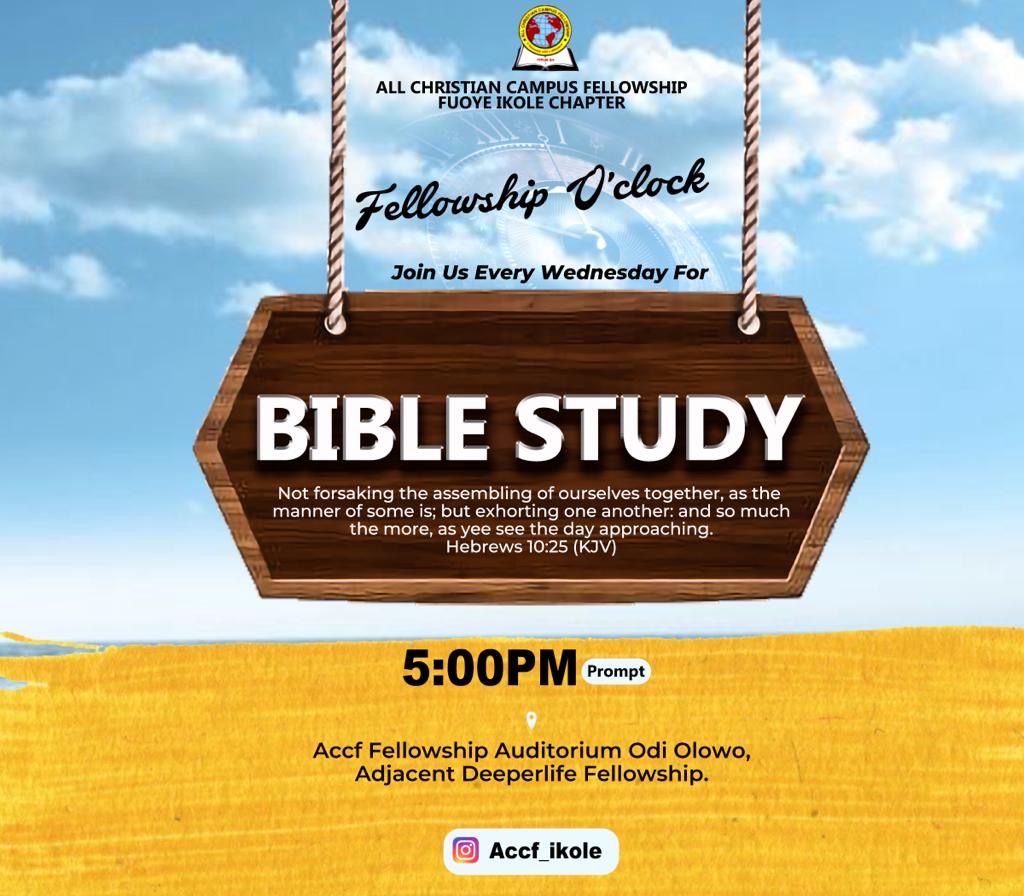 ALL CHRISTIAN CAMPUS FELLOWSHIP
FUOYE IKOLE CHAPTER
XII
I
II
Fellowship O'clock
Join Us Every Wednesday For
BIBLE STUDY
Not forsaking the assembling of ourselves together, as the
manner of some is; but exhorting one another: and so much
the more, as yee see the day approaching.
Hebrews 10:25 (KJV)
5:00PM Prompt
Accf Fellowship Auditorium Odi Olowo,
Adjacent Deeperlife Fellowship.
Accf_ikole